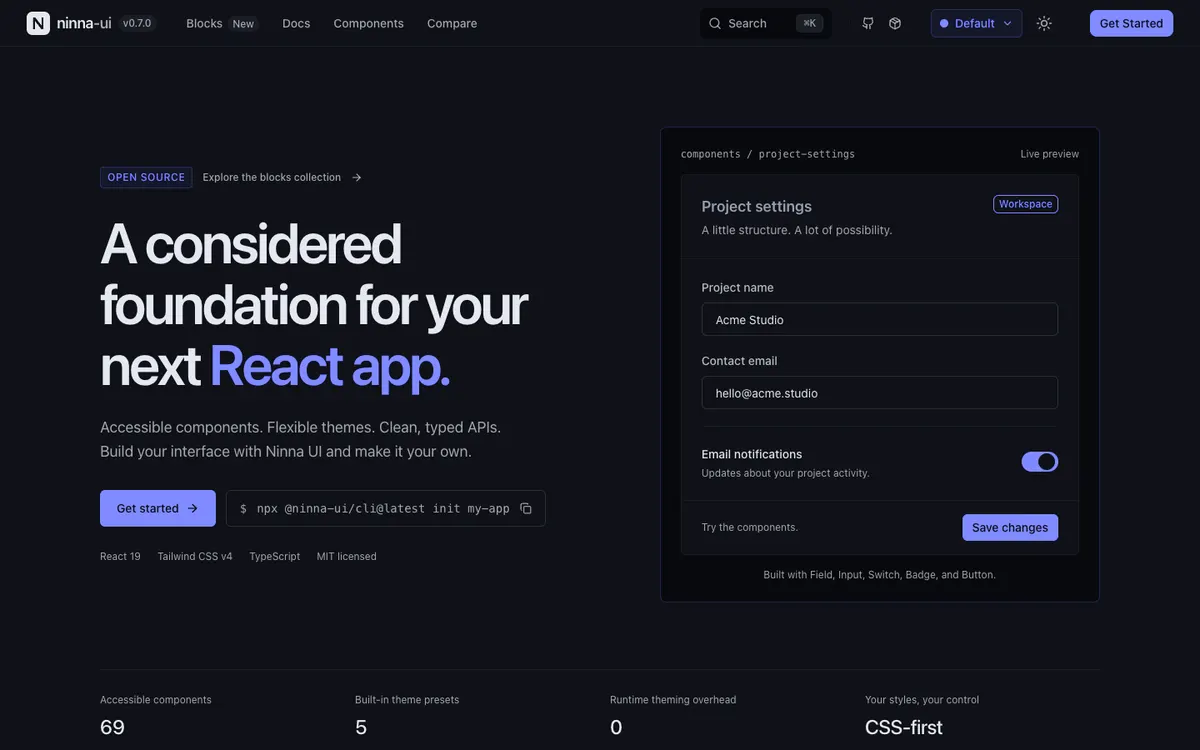 N ninna-ui v0.7.0 Blocks New Docs Components Compare Search ⌘K Default Get Started
OPEN SOURCE Explore the blocks collection →
A considered
foundation for your
next React app.
Accessible components. Flexible themes. Clean, typed APIs.
Build your interface with Ninna UI and make it your own.
Get started → $ npx @ninna-ui/cli@latest init my-app
React 19 Tailwind CSS v4 TypeScript MIT licensed
components / project-settings Live preview
Project settings Workspace
A little structure. A lot of possibility.
Project name
Acme Studio
Contact email
hello@acme.studio
Email notifications
Updates about your project activity.
Try the components. Save changes
Built with Field, Input, Switch, Badge, and Button.
Accessible components Built-in theme presets Runtime theming overhead Your styles, your control
69 5 0 CSS-first